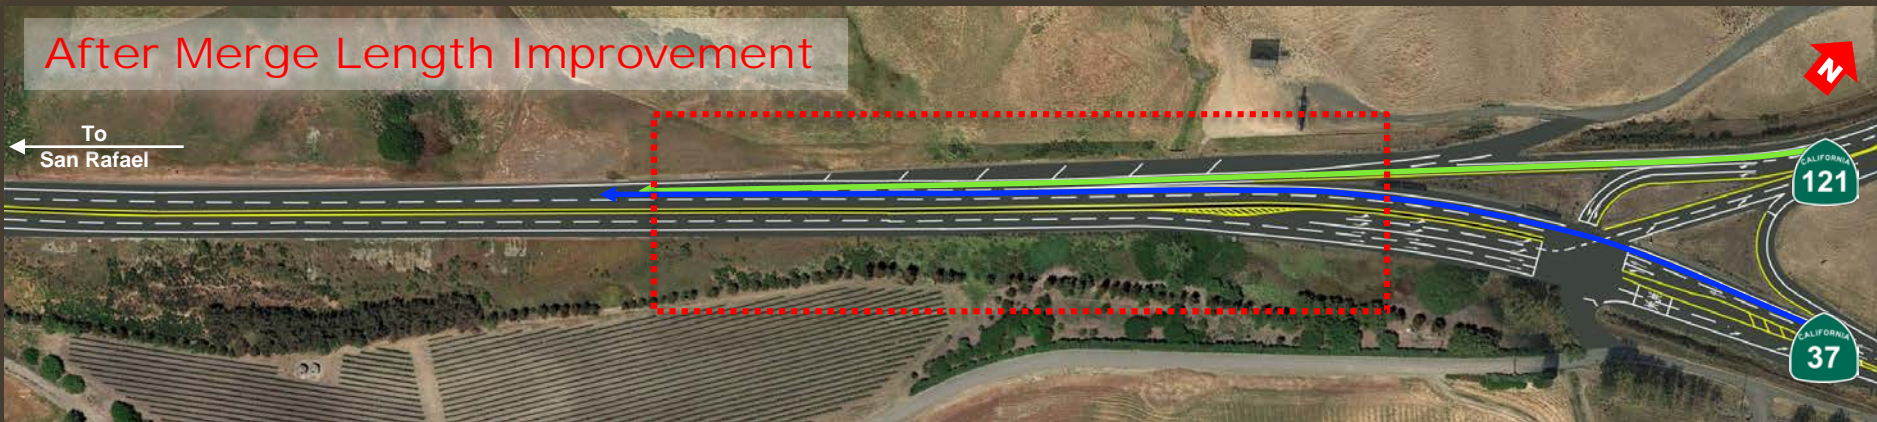 After Merge Length Improvement
N
To
San Rafael
CALIFORNIA
121
CALIFORNIA
37